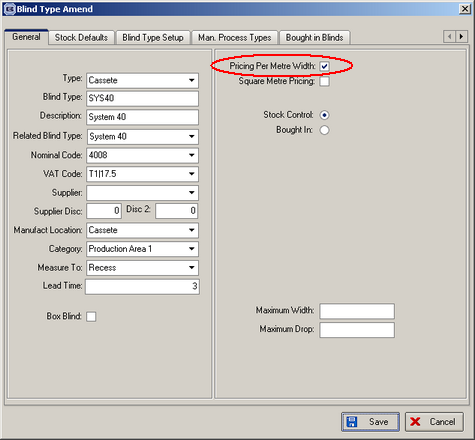 Blind Type Amend
General Stock Defaults Blind Type Setup Man. Process Types Bought in Blinds
Type: Cassete
Blind Type: SYS40
Description: System 40
Related Blind Type: System 40
Nominal Code: 4008
VAT Code: T1|17.5
Supplier:
Supplier Disc: 0 Disc 2: 0
Manufact Location: Cassete
Category: Production Area 1
Measure To: Recess
Lead Time: 3
Box Blind:
Pricing Per Metre Width:
Square Metre Pricing:
Stock Control:
Bought In:
Maximum Width:
Maximum Drop:
Save Cancel